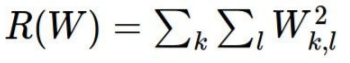 R(W) = ∑_k ∑_l W_{k,l}^2